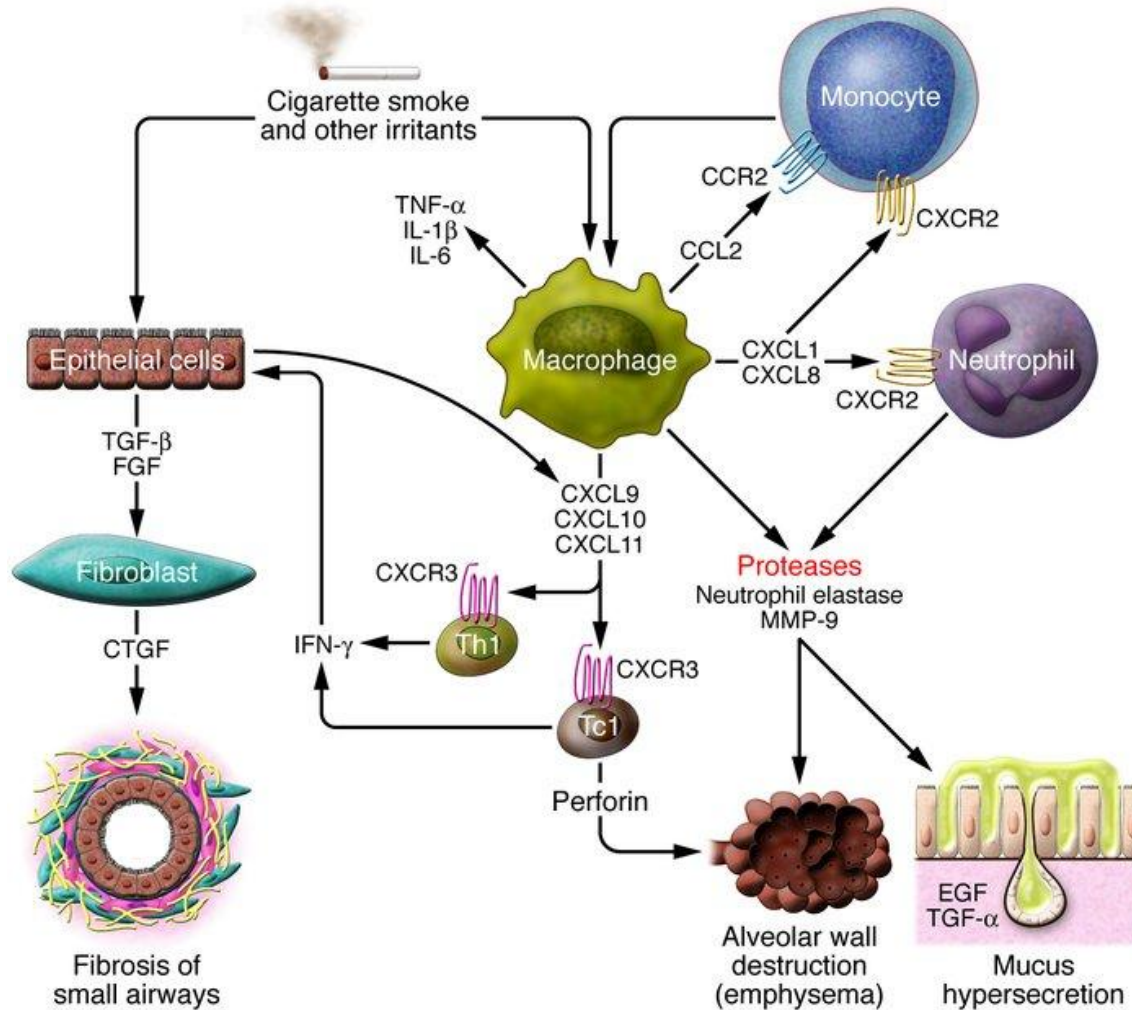 Cigarette smoke
and other irritants
Monocyte
CCR2
CXCR2
TNF-α
IL-1β
IL-6
CCL2
Macrophage
CXCL1
CXCL8
CXCR2
Neutrophil
Epithelial cells
TGF-β
FGF
CXCL9
CXCL10
CXCL11
Fibroblast
CXCR3
Proteases
Neutrophil elastase
MMP-9
CTGF
IFN-γ
Th1
CXCR3
Tc1
Perforin
EGF
TGF-α
Fibrosis of
small airways
Alveolar wall
destruction
(emphysema)
Mucus
hypersecretion